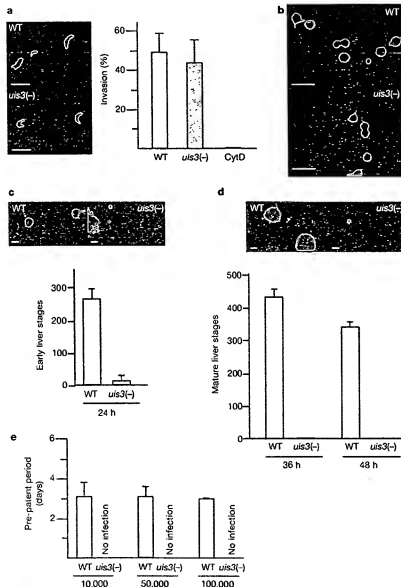 a
WT
uis3(–)
Invasion (%)
60
40
20
WT uis3(–) CytD
b
WT
uis3(–)
c
WT uis3(–)
Early liver stages
300
200
100
0
WT uis3(–)
24 h
d
WT uis3(–)
Mature liver stages
500
400
300
200
100
0
WT uis3(–) WT uis3(–)
36 h 48 h
e
Pre-patent period
(days)
6
3
0
No infection No infection No infection
WT uis3(–) WT uis3(–) WT uis3(–)
10,000 50,000 100,000